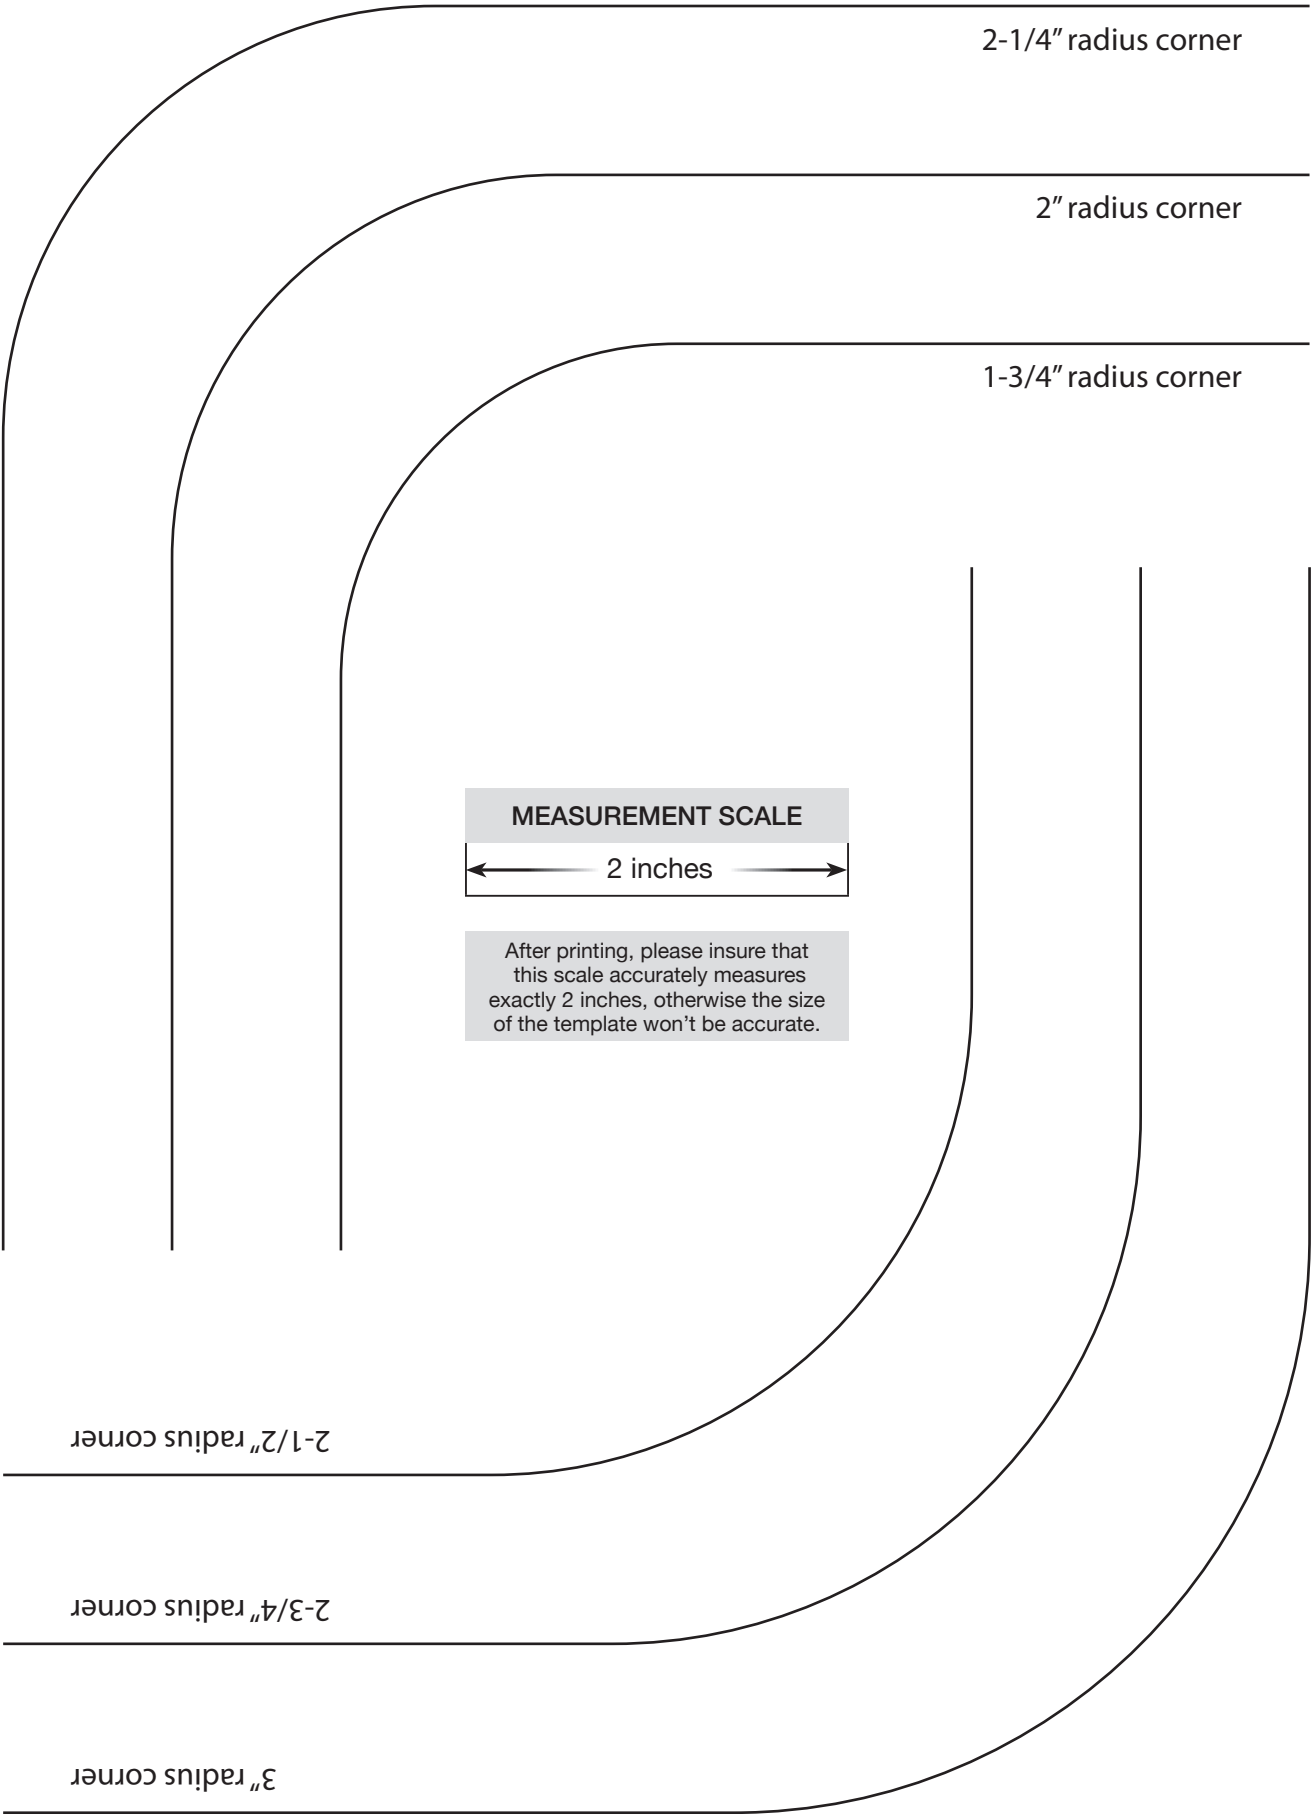 2-1/4” radius corner
2” radius corner
1-3/4” radius corner
MEASUREMENT SCALE
2 inches
After printing, please insure that
this scale accurately measures
exactly 2 inches, otherwise the size
of the template won’t be accurate.
2-1/2” radius corner
2-3/4” radius corner
3” radius corner